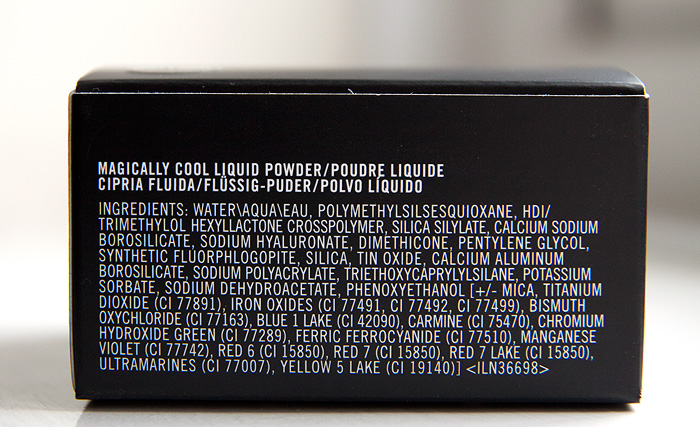 MAGICALLY COOL LIQUID POWDER/POUDRE LIQUIDE
CIPRIA FLUIDA/FLÜSSIG-PUDER/POLVO LÍQUIDO
INGREDIENTS: WATER\AQUA\EAU, POLYMETHYLSILSESQUIOXANE, HDI/
TRIMETHYLOL HEXYLLACTONE CROSSPOLYMER, SILICA SILYLATE, CALCIUM SODIUM
BOROSILICATE, SODIUM HYALURONATE, DIMETHICONE, PENTYLENE GLYCOL,
SYNTHETIC FLUORPHLOGOPITE, SILICA, TIN OXIDE, CALCIUM ALUMINUM
BOROSILICATE, SODIUM POLYACRYLATE, TRIETHOXYCAPRYLYLSILANE, POTASSIUM
SORBATE, SODIUM DEHYDROACETATE, PHENOXYETHANOL [+/- MICA, TITANIUM
DIOXIDE (CI 77891), IRON OXIDES (CI 77491, CI 77492, CI 77499), BISMUTH
OXYCHLORIDE (CI 77163), BLUE 1 LAKE (CI 42090), CARMINE (CI 75470), CHROMIUM
HYDROXIDE GREEN (CI 77289), FERRIC FERROCYANIDE (CI 77510), MANGANESE
VIOLET (CI 77742), RED 6 (CI 15850), RED 7 (CI 15850), RED 7 LAKE (CI 15850),
ULTRAMARINES (CI 77007), YELLOW 5 LAKE (CI 19140)] <ILN36698>